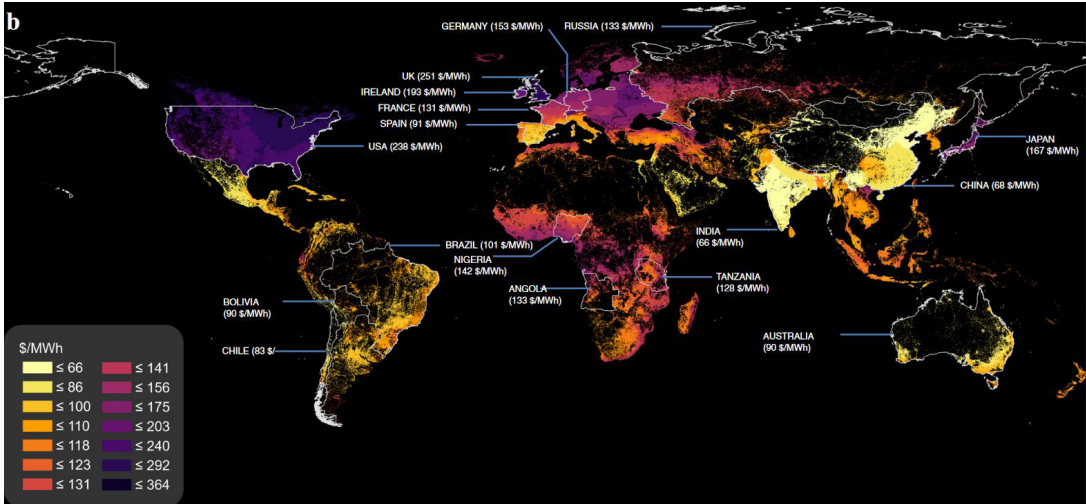 b
GERMANY (153 $/MWh)
RUSSIA (133 $/MWh)
UK (251 $/MWh)
IRELAND (193 $/MWh)
FRANCE (131 $/MWh)
SPAIN (91 $/MWh)
USA (238 $/MWh)
JAPAN
(167 $/MWh)
CHINA (68 $/MWh)
INDIA
(66 $/MWh)
BRAZIL (101 $/MWh)
NIGERIA
(142 $/MWh)
TANZANIA
(128 $/MWh)
ANGOLA
(133 $/MWh)
BOLIVIA
(90 $/MWh)
AUSTRALIA
(90 $/MWh)
CHILE (83 $/
$/MWh
≤ 66
≤ 86
≤ 100
≤ 110
≤ 118
≤ 123
≤ 131
≤ 141
≤ 156
≤ 175
≤ 203
≤ 240
≤ 292
≤ 364